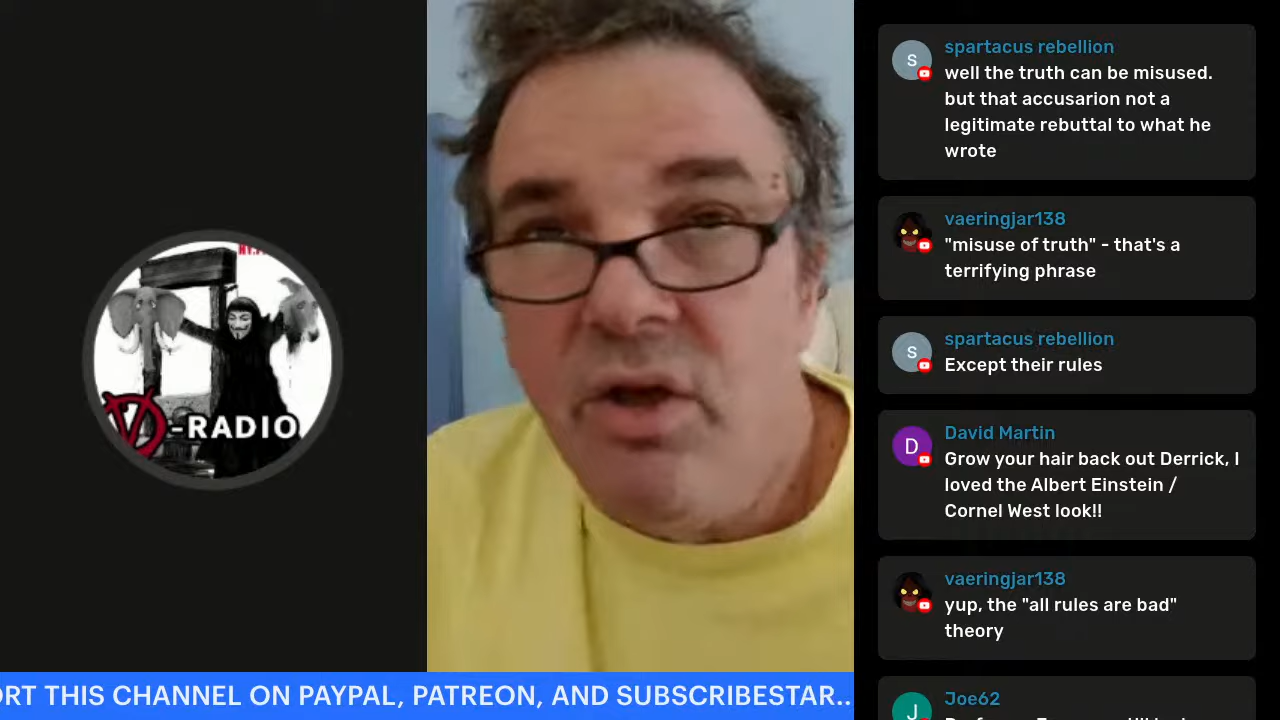 -RADIO
ORT THIS CHANNEL ON PAYPAL, PATREON, AND SUBSCRIBESTAR..
S
spartacus rebellion
well the truth can be misused.
but that accusarion not a
legitimate rebuttal to what he
wrote
vaeringjar138
"misuse of truth" - that's a
terrifying phrase
S
spartacus rebellion
Except their rules
D
David Martin
Grow your hair back out Derrick, I
loved the Albert Einstein /
Cornel West look!!
vaeringjar138
yup, the "all rules are bad"
theory
J
Joe62